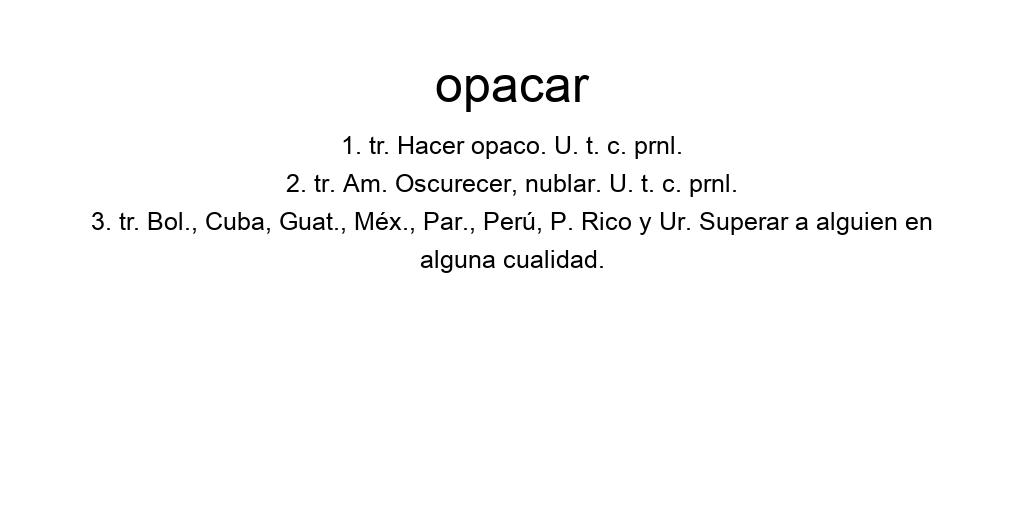 opacar
1. tr. Hacer opaco. U. t. c. prnl.
2. tr. Am. Oscurecer, nublar. U. t. c. prnl.
3. tr. Bol., Cuba, Guat., Méx., Par., Perú, P. Rico y Ur. Superar a alguien en
alguna cualidad.